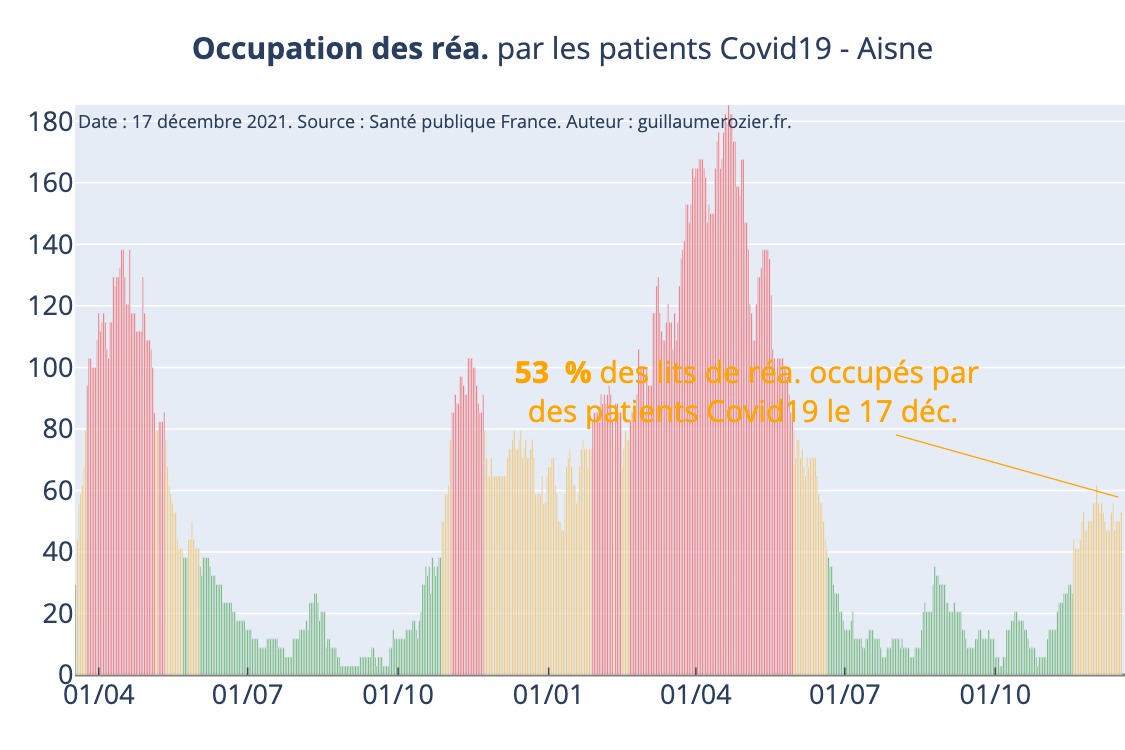 Occupation des réa. par les patients Covid19 - Aisne
180
Date : 17 décembre 2021. Source : Santé publique France. Auteur : guillaumerozier.fr.
160
140
120
100
53 % des lits de réa. occupés par
des patients Covid19 le 17 déc.
80
60
40
20
0
01/04 01/07 01/10 01/01 01/04 01/07 01/10